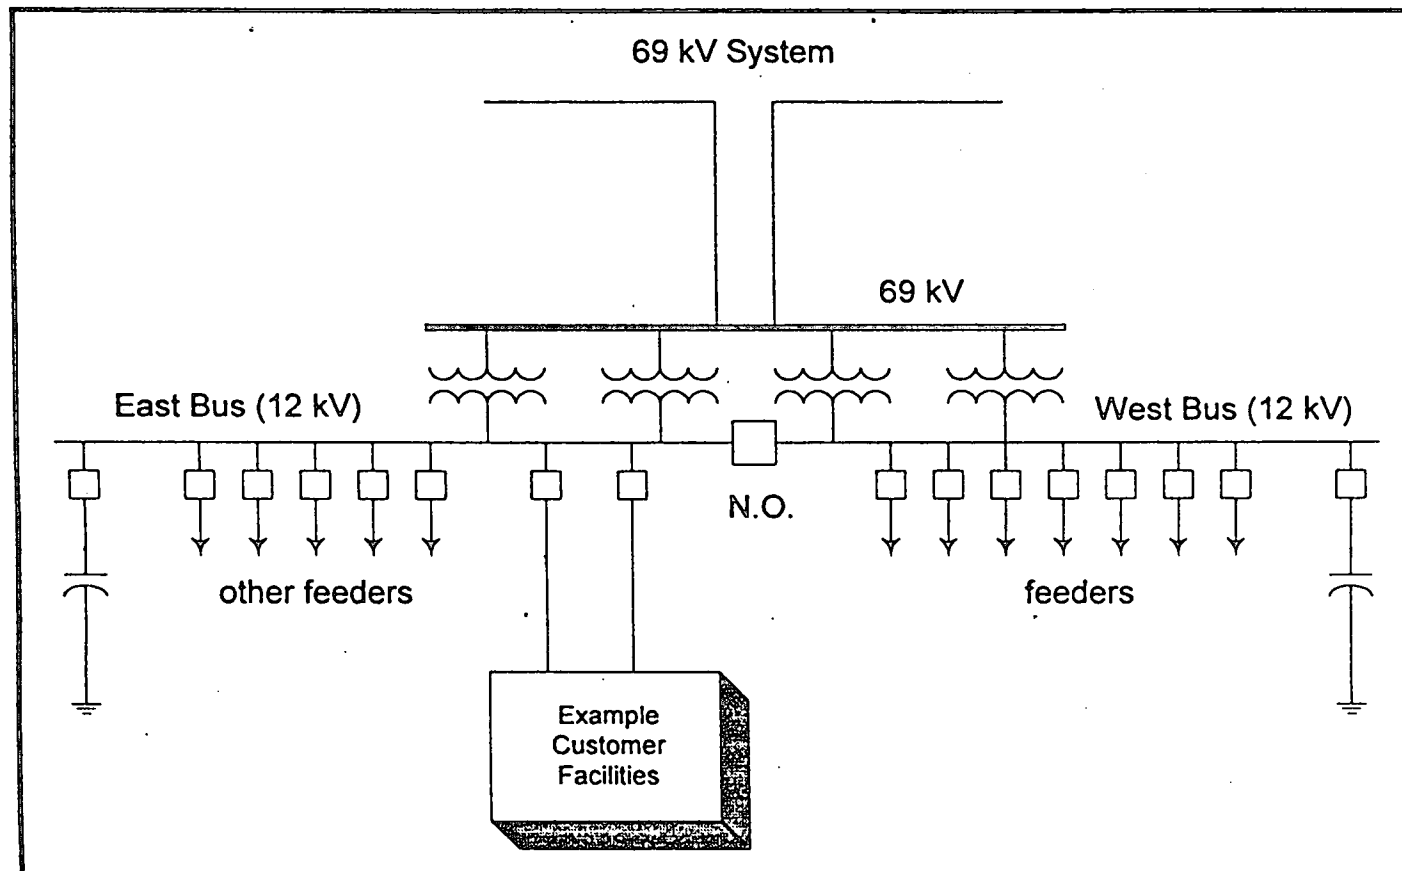 69 kV System
69 kV
East Bus (12 kV)
West Bus (12 kV)
N.O.
other feeders
feeders
Example
Customer
Facilities